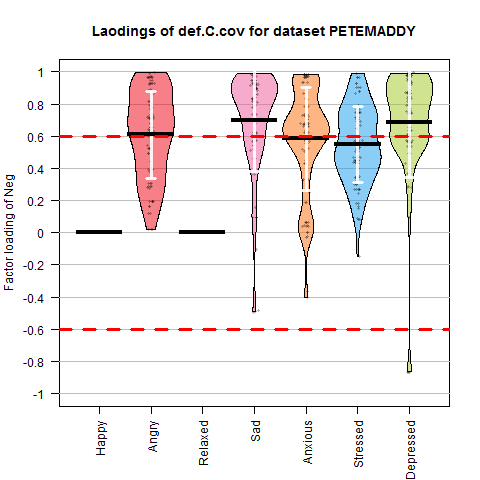 Laodings of def.C.cov for dataset PETEMADDY
Factor loading of Neg
1
0.8
0.6
0.4
0.2
0
-0.2
-0.4
-0.6
-0.8
-1
Happy
Angry
Relaxed
Sad
Anxious
Stressed
Depressed